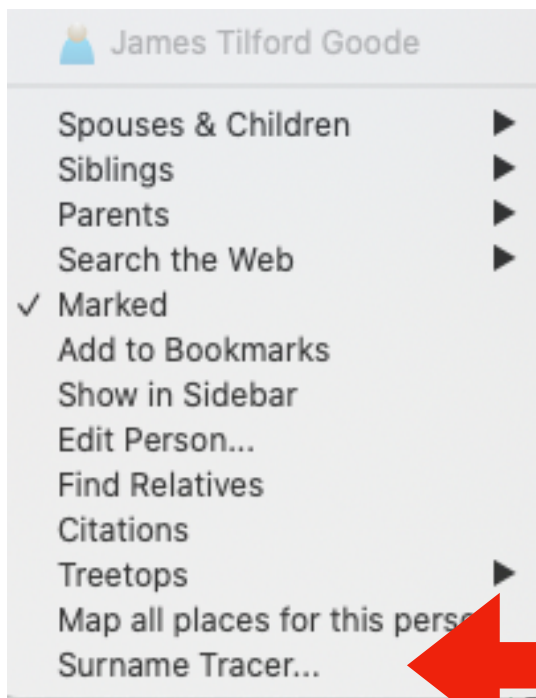 James Tilford Goode
Spouses & Children
Siblings
Parents
Search the Web
✓ Marked
Add to Bookmarks
Show in Sidebar
Edit Person...
Find Relatives
Citations
Treetops
Map all places for this
Surname Tracer...